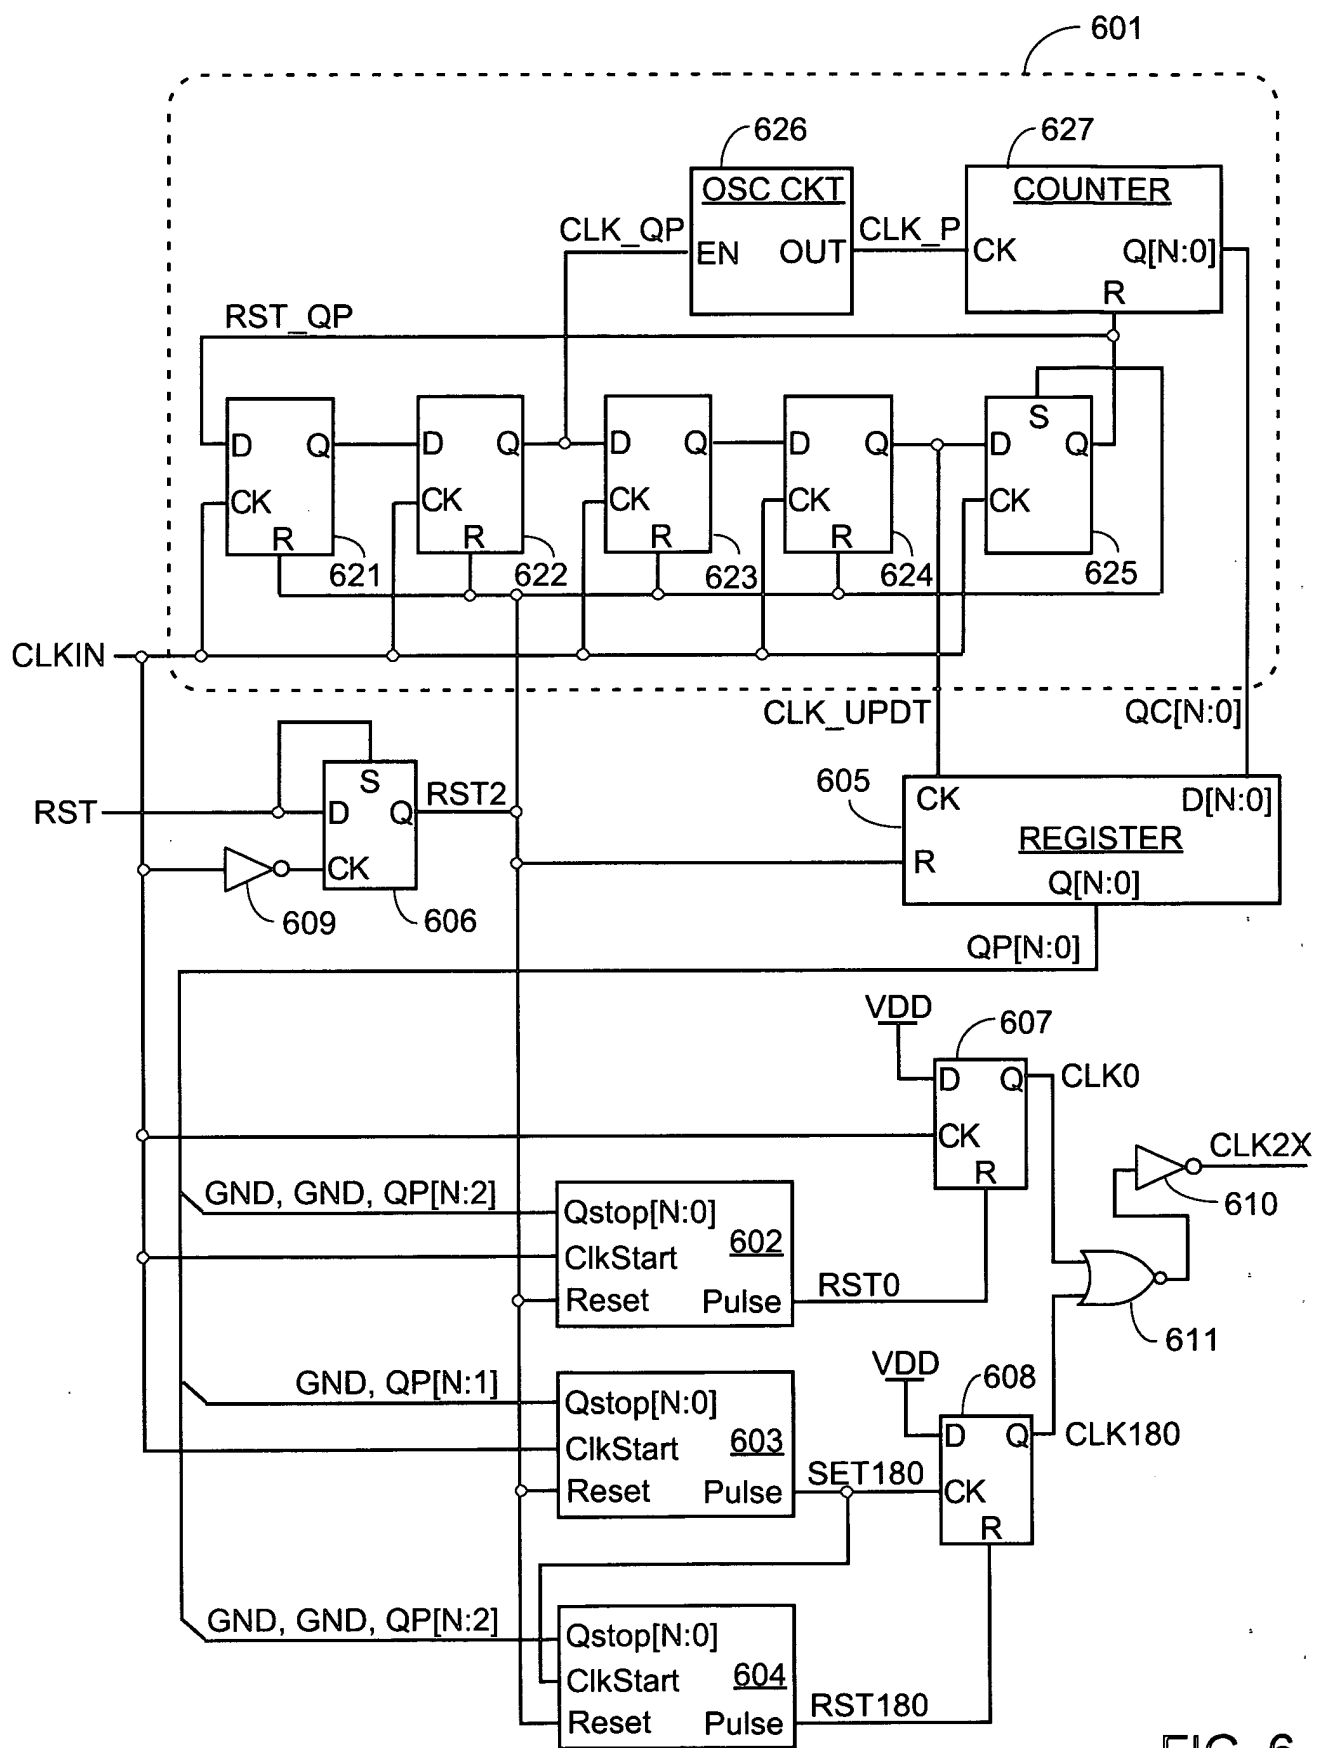 601
626
627
OSC CKT
COUNTER
CLK_QP
EN
OUT
CLK_P
CK
Q[N:0]
R
RST_QP
D
Q
CK
R
621
D
Q
CK
R
622
D
Q
CK
R
623
D
Q
CK
R
624
S
D
Q
CK
625
CLKIN
CLK_UPDT
QC[N:0]
RST
S
D
Q
CK
RST2
609
606
605
CK
D[N:0]
REGISTER
R
Q[N:0]
QP[N:0]
VDD
607
D
Q
CK
R
CLK0
CLK2X
610
GND, GND, QP[N:2]
Qstop[N:0]
602
ClkStart
Reset
Pulse
RST0
611
VDD
608
GND, QP[N:1]
Qstop[N:0]
603
ClkStart
Reset
Pulse
SET180
D
Q
CK
R
CLK180
GND, GND, QP[N:2]
Qstop[N:0]
604
ClkStart
Reset
Pulse
RST180
FIG. 6